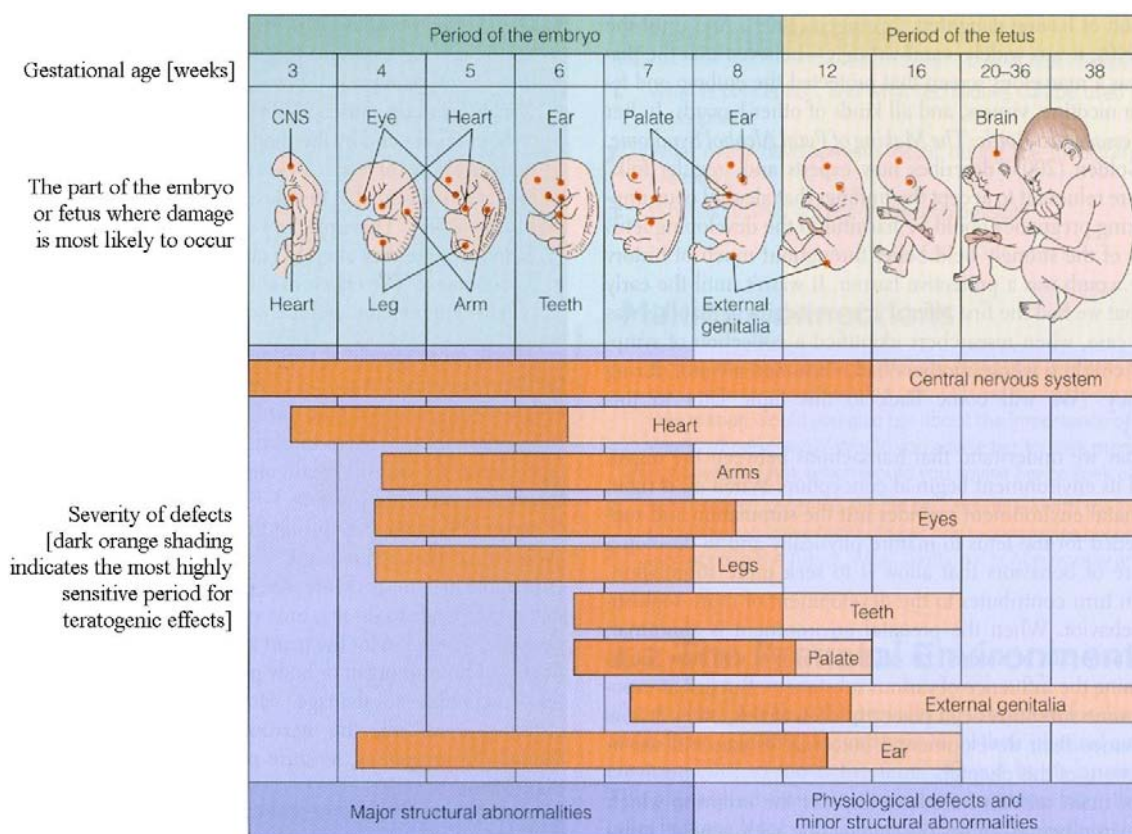 Period of the embryo Period of the fetus
Gestational age [weeks] 3 4 5 6 7 8 12 16 20–36 38
CNS Eye Heart Ear Palate Ear Brain
The part of the embryo
or fetus where damage
is most likely to occur
Heart Leg Arm Teeth External
genitalia
Central nervous system
Heart
Arms
Severity of defects
[dark orange shading
indicates the most highly
sensitive period for
teratogenic effects]
Eyes
Legs
Teeth
Palate
External genitalia
Ear
Major structural abnormalities
Physiological defects and
minor structural abnormalities